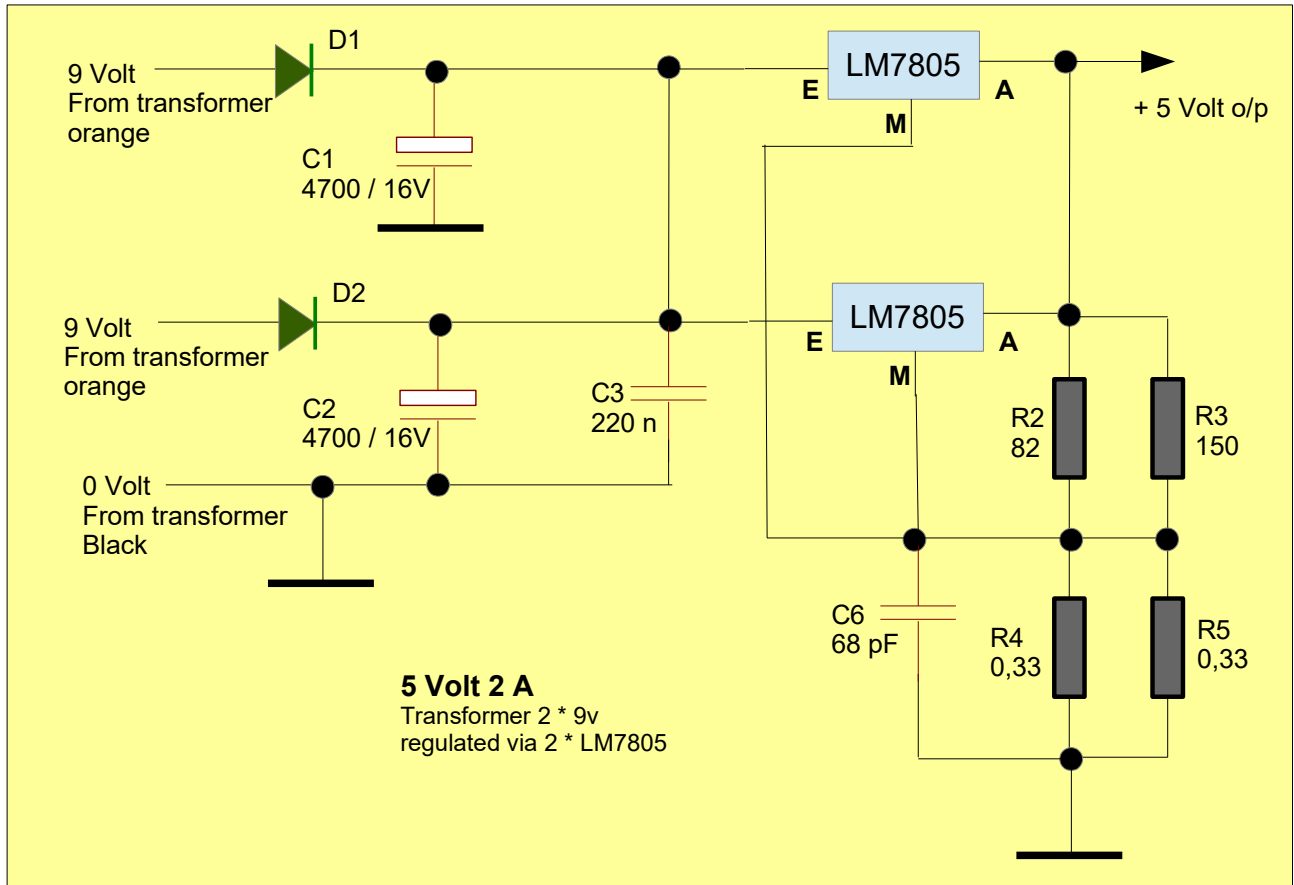 D1
9 Volt
From transformer
orange
LM7805
E
A
M
+ 5 Volt o/p
C1
4700 / 16V
D2
9 Volt
From transformer
orange
LM7805
E
A
M
C2
4700 / 16V
C3
220 n
R2
82
R3
150
0 Volt
From transformer
Black
C6
68 pF
R4
0,33
R5
0,33
5 Volt 2 A
Transformer 2 * 9v
regulated via 2 * LM7805